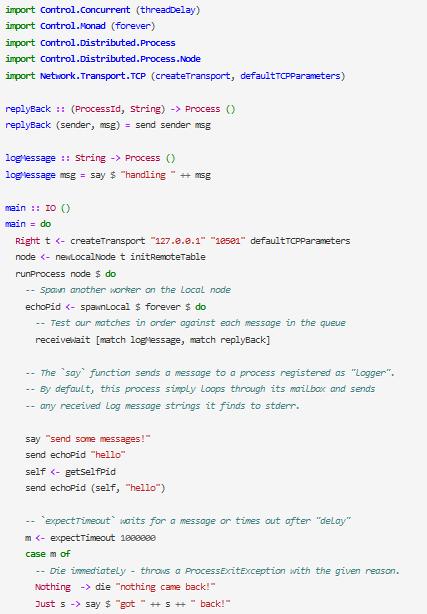 import Control.Concurrent (threadDelay)
import Control.Monad (forever)
import Control.Distributed.Process
import Control.Distributed.Process.Node
import Network.Transport.TCP (createTransport, defaultTCPParameters)

replyBack :: (ProcessId, String) -> Process ()
replyBack (sender, msg) = send sender msg

logMessage :: String -> Process ()
logMessage msg = say $ "handling " ++ msg

main :: IO ()
main = do
  Right t <- createTransport "127.0.0.1" "10501" defaultTCPParameters
  node <- newLocalNode t initRemoteTable
  runProcess node $ do
    -- Spawn another worker on the local node
    echoPid <- spawnLocal $ forever $ do
      -- Test our matches in order against each message in the queue
      receiveWait [match logMessage, match replyBack]

    -- The `say` function sends a message to a process registered as "logger".
    -- By default, this process simply loops through its mailbox and sends
    -- any received log message strings it finds to stderr.

    say "send some messages!"
    send echoPid "hello"
    self <- getSelfPid
    send echoPid (self, "hello")

    -- `expectTimeout` waits for a message or times out after "delay"
    m <- expectTimeout 1000000
    case m of
      -- Die immediately - throws a ProcessExitException with the given reason.
      Nothing  -> die "nothing came back!"
      Just s -> say $ "got " ++ s ++ " back!"